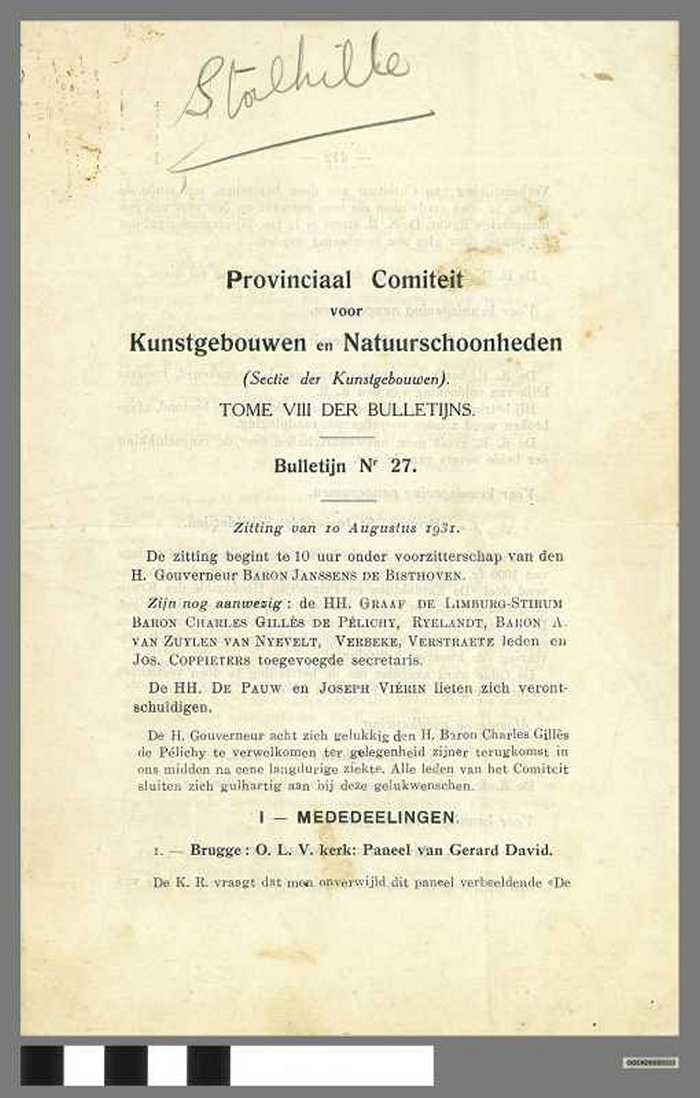 Stalhille
Provinciaal Comiteit
voor
Kunstgebouwen en Natuurschoonheden
(Sectie der Kunstgebouwen).
TOME VIII DER BULLETIJNS.
Bulletijn Nr 27.
Zitting van 10 Augustus 1931.
De zitting begint te 10 uur onder voorzitterschap van den
H. Gouverneur BARON JANSSENS DE BISTHOVEN.
Zijn nog aanwezig : de HH. GRAAF DE LIMBURG-STIRUM
BARON CHARLES GILLÈS DE PÉLICHY, RYELANDT, BARON A.
VAN ZUYLEN VAN NYEVELT, VERBEKE, VERSTRAETE leden en
JOS. COPPIETERS toegevoegde secretaris.
De HH. DE PAUW en JOSEPH VIÉRIN lieten zich veront-
schuldigen.
De H. Gouverneur acht zich gelukkig den H. Baron Charles Gillès
de Pélichy te verwelkomen ter gelegenheid zijner terugkomst in
ons midden na eene langdurige ziekte. Alle leden van het Comiteit
sluiten zich gulhartig aan bij deze gelukwenschen.
I — MEDEDEELINGEN.
1. — Brugge : O. L. V. kerk: Paneel van Gerard David.
De K. R. vraagt dat men onverwijld dit paneel verbeeldende «De